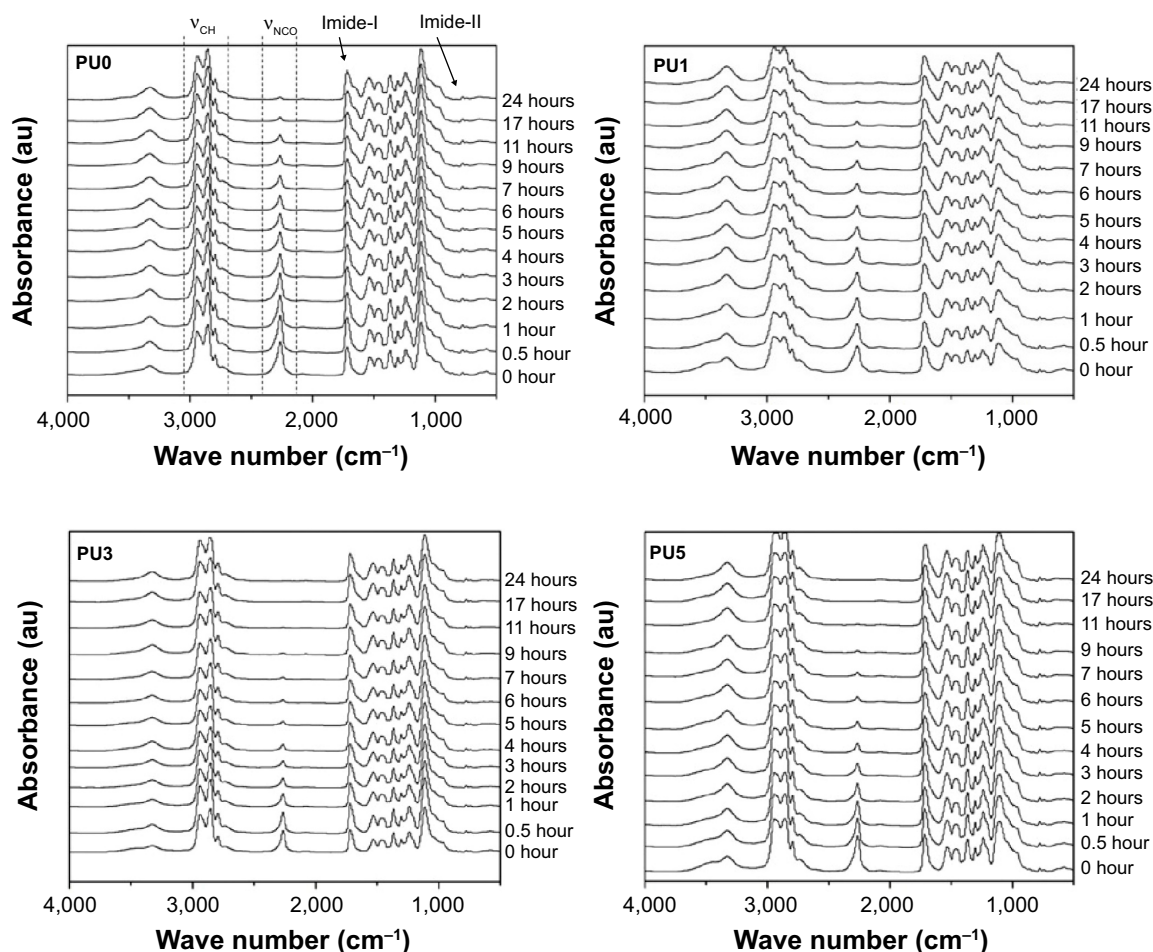 ν_CH
ν_NCO
Imide-I
Imide-II
PU0
Absorbance (au)
24 hours
17 hours
11 hours
9 hours
7 hours
6 hours
5 hours
4 hours
3 hours
2 hours
1 hour
0.5 hour
0 hour
4,000 3,000 2,000 1,000
Wave number (cm⁻¹)
PU1
Absorbance (au)
24 hours
17 hours
11 hours
9 hours
7 hours
6 hours
5 hours
4 hours
3 hours
2 hours
1 hour
0.5 hour
0 hour
4,000 3,000 2,000 1,000
Wave number (cm⁻¹)
PU3
Absorbance (au)
24 hours
17 hours
11 hours
9 hours
7 hours
6 hours
5 hours
4 hours
3 hours
2 hours
1 hour
0.5 hour
0 hour
4,000 3,000 2,000 1,000
Wave number (cm⁻¹)
PU5
Absorbance (au)
24 hours
17 hours
11 hours
9 hours
7 hours
6 hours
5 hours
4 hours
3 hours
2 hours
1 hour
0.5 hour
0 hour
4,000 3,000 2,000 1,000
Wave number (cm⁻¹)